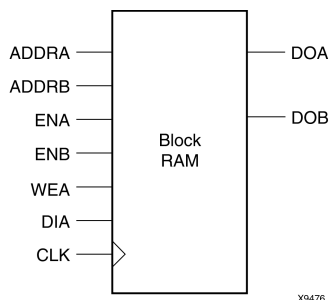 ADDRA
ADDRB
ENA
ENB
WEA
DIA
CLK
Block
RAM
DOA
DOB
X9476